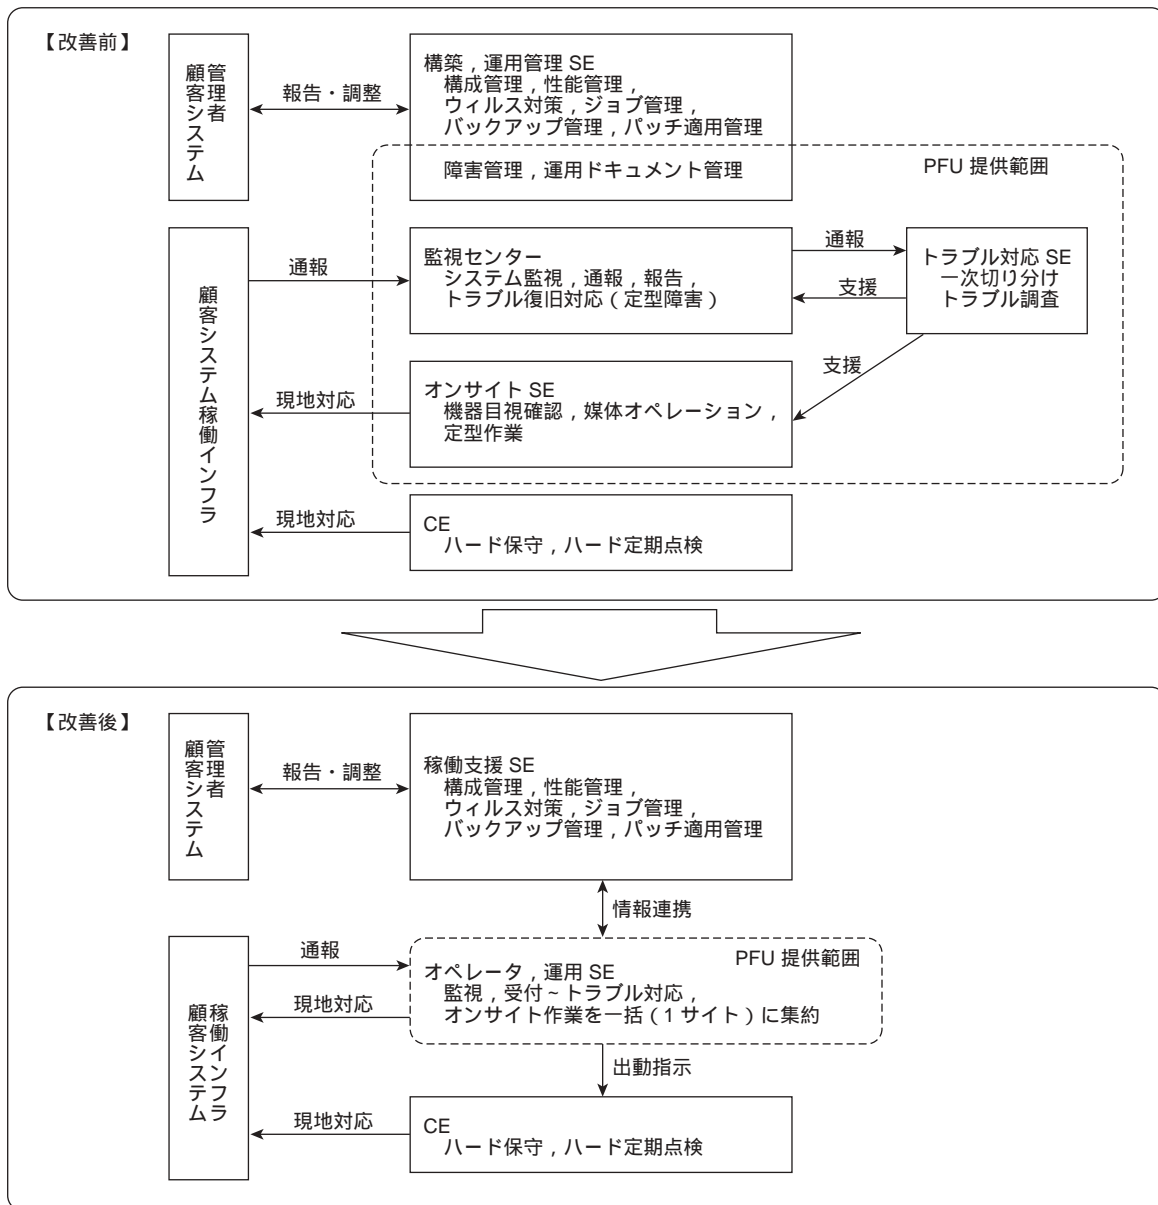 【改善前】
顧客システム
管理者
報告・調整
構築，運用管理 SE
構成管理，性能管理，
ウィルス対策，ジョブ管理，
バックアップ管理，パッチ適用管理
障害管理，運用ドキュメント管理
PFU 提供範囲
顧客システム稼働インフラ
通報
監視センター
システム監視，通報，報告，
トラブル復旧対応（定型障害）
通報
支援
トラブル対応 SE
一次切り分け
トラブル調査
支援
現地対応
オンサイト SE
機器目視確認，媒体オペレーション，
定型作業
現地対応
CE
ハード保守，ハード定期点検
【改善後】
顧客システム
管理者
報告・調整
稼働支援 SE
構成管理，性能管理，
ウィルス対策，ジョブ管理，
バックアップ管理，パッチ適用管理
情報連携
顧客システム
稼働インフラ
通報
現地対応
PFU 提供範囲
オペレータ，運用 SE
監視，受付～トラブル対応，
オンサイト作業を一括（1 サイト）に集約
出動指示
現地対応
CE
ハード保守，ハード定期点検